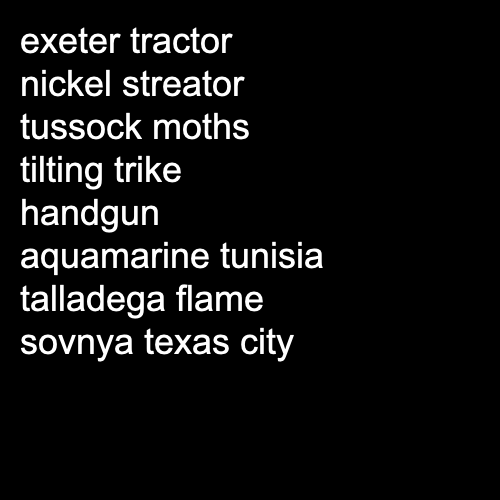 exeter tractor
nickel streator
tussock moths
tilting trike
handgun
aquamarine tunisia
talladega flame
sovnya texas city